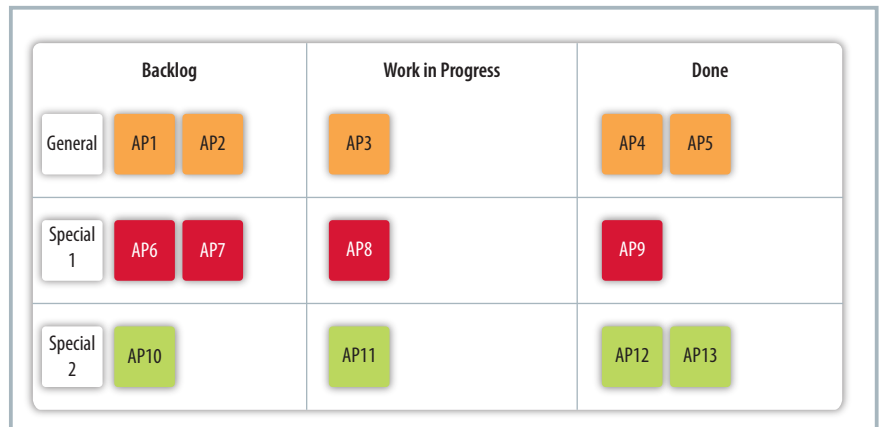 Backlog Work in Progress Done
General AP1 AP2 AP3 AP4 AP5
Special
1 AP6 AP7 AP8 AP9
Special
2 AP10 AP11 AP12 AP13